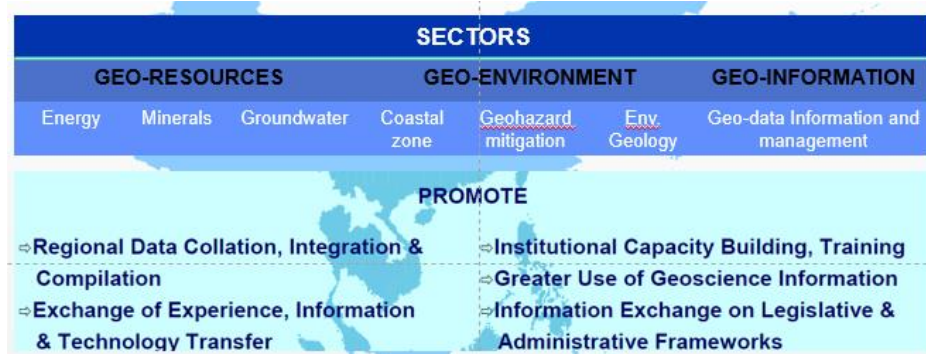 SECTORS
GEO-RESOURCES GEO-ENVIRONMENT GEO-INFORMATION
Energy Minerals Groundwater Coastal zone Geohazard mitigation Env. Geology Geo-data Information and management
PROMOTE
⇨Regional Data Collation, Integration &
Compilation
⇨Exchange of Experience, Information
& Technology Transfer
⇨Institutional Capacity Building, Training
⇨Greater Use of Geoscience Information
⇨Information Exchange on Legislative &
Administrative Frameworks